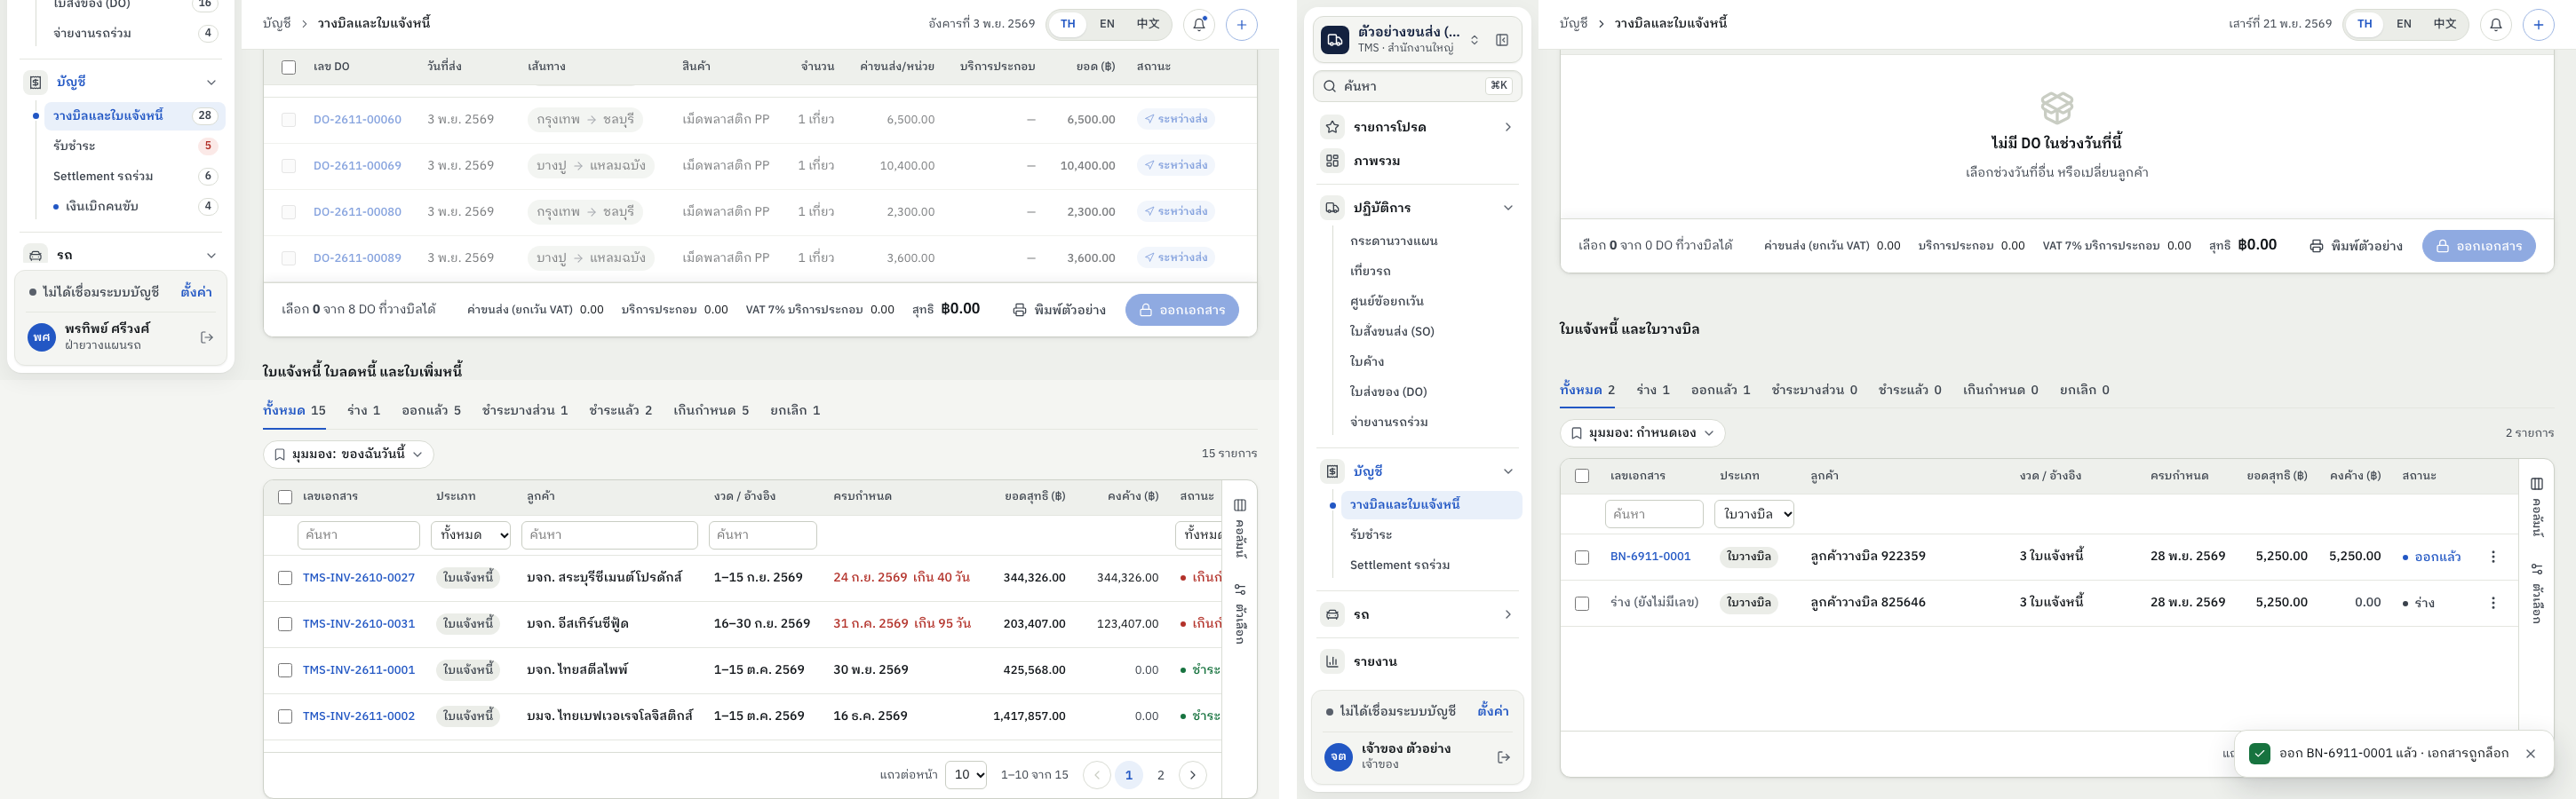 ใบส่งของ (DO) 16
จ่ายงานรถร่วม 4
บัญชี
วางบิลและใบแจ้งหนี้ 28
รับชำระ 5
Settlement รถร่วม 6
เงินเบิกคนขับ 4
รถ
ไม่ได้เชื่อมระบบบัญชี ตั้งค่า
พศ พรทิพย์ ศรีวงศ์
ฝ่ายวางแผนรถ
บัญชี > วางบิลและใบแจ้งหนี้ อังคารที่ 3 พ.ย. 2569 TH EN 中文
เลข DO วันที่ส่ง เส้นทาง สินค้า จำนวน ค่าขนส่ง/หน่วย บริการประกอบ ยอด (฿) สถานะ
DO-2611-00060 3 พ.ย. 2569 กรุงเทพ → ชลบุรี เม็ดพลาสติก PP 1 เที่ยว 6,500.00 — 6,500.00 ระหว่างส่ง
DO-2611-00069 3 พ.ย. 2569 บางปู → แหลมฉบัง เม็ดพลาสติก PP 1 เที่ยว 10,400.00 — 10,400.00 ระหว่างส่ง
DO-2611-00080 3 พ.ย. 2569 กรุงเทพ → ชลบุรี เม็ดพลาสติก PP 1 เที่ยว 2,300.00 — 2,300.00 ระหว่างส่ง
DO-2611-00089 3 พ.ย. 2569 บางปู → แหลมฉบัง เม็ดพลาสติก PP 1 เที่ยว 3,600.00 — 3,600.00 ระหว่างส่ง
เลือก 0 จาก 8 DO ที่วางบิลได้ ค่าขนส่ง (ยกเว้น VAT) 0.00 บริการประกอบ 0.00 VAT 7% บริการประกอบ 0.00 สุทธิ ฿0.00 พิมพ์ตัวอย่าง ออกเอกสาร
ใบแจ้งหนี้ ใบลดหนี้ และใบเพิ่มหนี้
ทั้งหมด 15 ร่าง 1 ออกแล้ว 5 ชำระบางส่วน 1 ชำระแล้ว 2 เกินกำหนด 5 ยกเลิก 1
มุมมอง: ของฉันวันนี้ 15 รายการ
เลขเอกสาร ประเภท ลูกค้า งวด / อ้างอิง ครบกำหนด ยอดสุทธิ (฿) คงค้าง (฿) สถานะ
ค้นหา ทั้งหมด ค้นหา ค้นหา ทั้งหมด
TMS-INV-2610-0027 ใบแจ้งหนี้ บจก. สระบุรีซีเมนต์โปรดักส์ 1–15 ก.ย. 2569 24 ก.ย. 2569 เกิน 40 วัน 344,326.00 344,326.00 เกินกำ
TMS-INV-2610-0031 ใบแจ้งหนี้ บจก. อีสเทิร์นซีฟู้ด 16–30 ก.ย. 2569 31 ก.ค. 2569 เกิน 95 วัน 203,407.00 123,407.00 เกินกำ
TMS-INV-2611-0001 ใบแจ้งหนี้ บจก. ไทยสตีลไพพ์ 1–15 ต.ค. 2569 30 พ.ย. 2569 425,568.00 0.00 ชำระ
TMS-INV-2611-0002 ใบแจ้งหนี้ บมจ. ไทยเบฟเวอเรจโลจิสติกส์ 1–15 ต.ค. 2569 16 ธ.ค. 2569 1,417,857.00 0.00 ชำระ
คอลัมน์
ตัวเลือก
แถวต่อหน้า 10 1–10 จาก 15 1 2
ตัวอย่างขนส่ง (...
TMS · สำนักงานใหญ่
ค้นหา ⌘K
รายการโปรด
ภาพรวม
ปฏิบัติการ
กระดานวางแผน
เที่ยวรถ
ศูนย์ข้อยกเว้น
ใบสั่งขนส่ง (SO)
ใบค้าง
ใบส่งของ (DO)
จ่ายงานรถร่วม
บัญชี
วางบิลและใบแจ้งหนี้
รับชำระ
Settlement รถร่วม
รถ
รายงาน
ไม่ได้เชื่อมระบบบัญชี ตั้งค่า
จต เจ้าของ ตัวอย่าง
เจ้าของ
บัญชี > วางบิลและใบแจ้งหนี้ เสาร์ที่ 21 พ.ย. 2569 TH EN 中文
ไม่มี DO ในช่วงวันที่นี้
เลือกช่วงวันที่อื่น หรือเปลี่ยนลูกค้า
เลือก 0 จาก 0 DO ที่วางบิลได้ ค่าขนส่ง (ยกเว้น VAT) 0.00 บริการประกอบ 0.00 VAT 7% บริการประกอบ 0.00 สุทธิ ฿0.00 พิมพ์ตัวอย่าง ออกเอกสาร
ใบแจ้งหนี้ และใบวางบิล
ทั้งหมด 2 ร่าง 1 ออกแล้ว 1 ชำระบางส่วน 0 ชำระแล้ว 0 เกินกำหนด 0 ยกเลิก 0
มุมมอง: กำหนดเอง 2 รายการ
เลขเอกสาร ประเภท ลูกค้า งวด / อ้างอิง ครบกำหนด ยอดสุทธิ (฿) คงค้าง (฿) สถานะ
ค้นหา ใบวางบิล
BN-6911-0001 ใบวางบิล ลูกค้าวางบิล 922359 3 ใบแจ้งหนี้ 28 พ.ย. 2569 5,250.00 5,250.00 ออกแล้ว
ร่าง (ยังไม่มีเลข) ใบวางบิล ลูกค้าวางบิล 825646 3 ใบแจ้งหนี้ 28 พ.ย. 2569 5,250.00 0.00 ร่าง
คอลัมน์
ตัวเลือก
ออก BN-6911-0001 แล้ว · เอกสารถูกล็อก